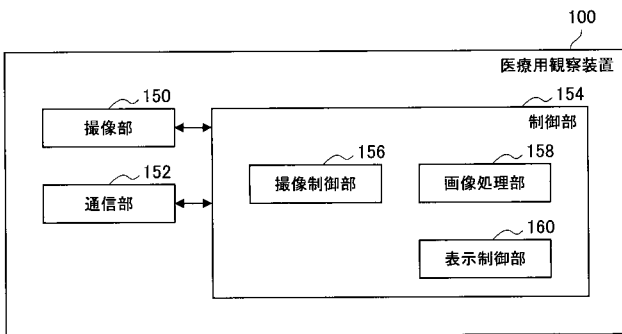 100
医療用観察装置
150
撮像部
154
制御部
156
撮像制御部
158
画像処理部
152
通信部
160
表示制御部